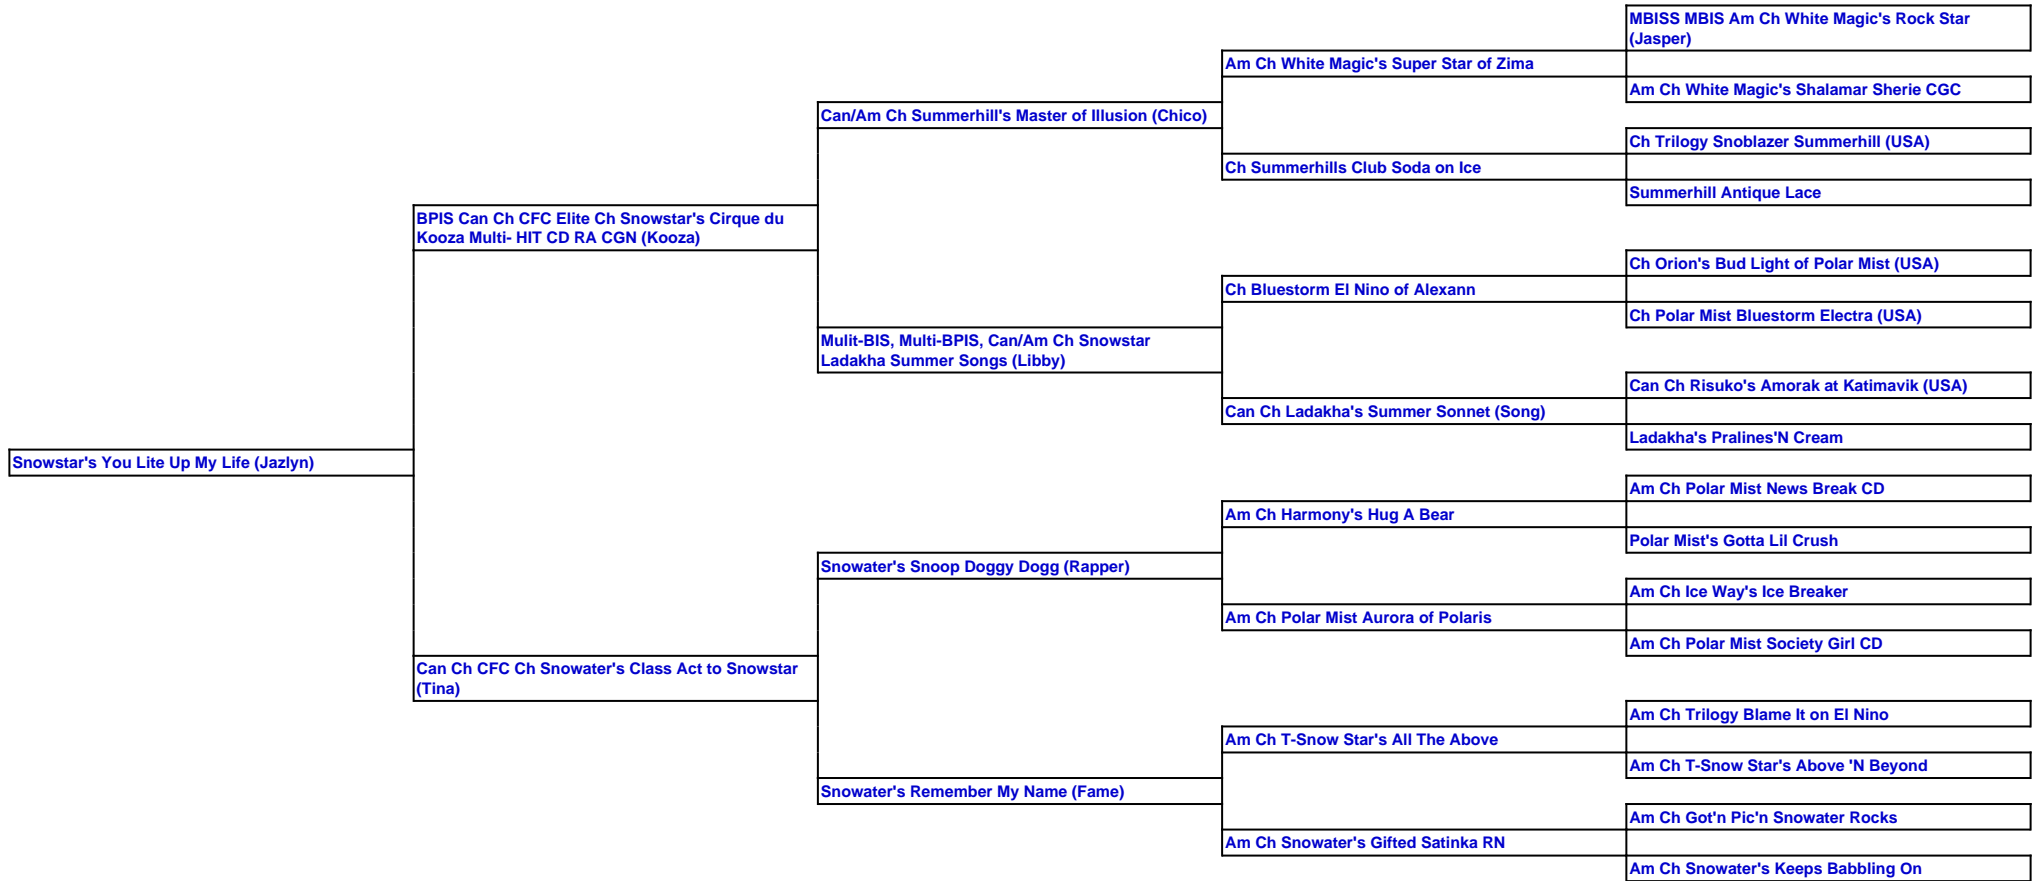 MBISS MBIS Am Ch White Magic's Rock Star
(Jasper)
Am Ch White Magic's Super Star of Zima
Am Ch White Magic's Shalamar Sherie CGC
Can/Am Ch Summerhill's Master of Illusion (Chico)
Ch Trilogy Snoblazer Summerhill (USA)
Ch Summerhills Club Soda on Ice
Summerhill Antique Lace
BPIS Can Ch CFC Elite Ch Snowstar's Cirque du
Kooza Multi- HIT CD RA CGN (Kooza)
Ch Orion's Bud Light of Polar Mist (USA)
Ch Bluestorm El Nino of Alexann
Ch Polar Mist Bluestorm Electra (USA)
Mulit-BIS, Multi-BPIS, Can/Am Ch Snowstar
Ladakha Summer Songs (Libby)
Can Ch Risuko's Amorak at Katimavik (USA)
Can Ch Ladakha's Summer Sonnet (Song)
Ladakha's Pralines'N Cream
Snowstar's You Lite Up My Life (Jazlyn)
Am Ch Polar Mist News Break CD
Am Ch Harmony's Hug A Bear
Polar Mist's Gotta Lil Crush
Snowater's Snoop Doggy Dogg (Rapper)
Am Ch Ice Way's Ice Breaker
Am Ch Polar Mist Aurora of Polaris
Am Ch Polar Mist Society Girl CD
Can Ch CFC Ch Snowater's Class Act to Snowstar
(Tina)
Am Ch Trilogy Blame It on El Nino
Am Ch T-Snow Star's All The Above
Am Ch T-Snow Star's Above 'N Beyond
Snowater's Remember My Name (Fame)
Am Ch Got'n Pic'n Snowater Rocks
Am Ch Snowater's Gifted Satinka RN
Am Ch Snowater's Keeps Babbling On